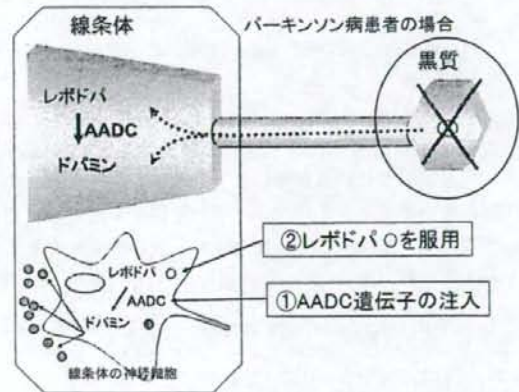 線条体
パーキンソン病患者の場合
黒質
レボドパ
AADC
ドパミン
②レボドパ○を服用
①AADC遺伝子の注入
レボドパ ○
AADC
ドパミン
線条体の神経細胞